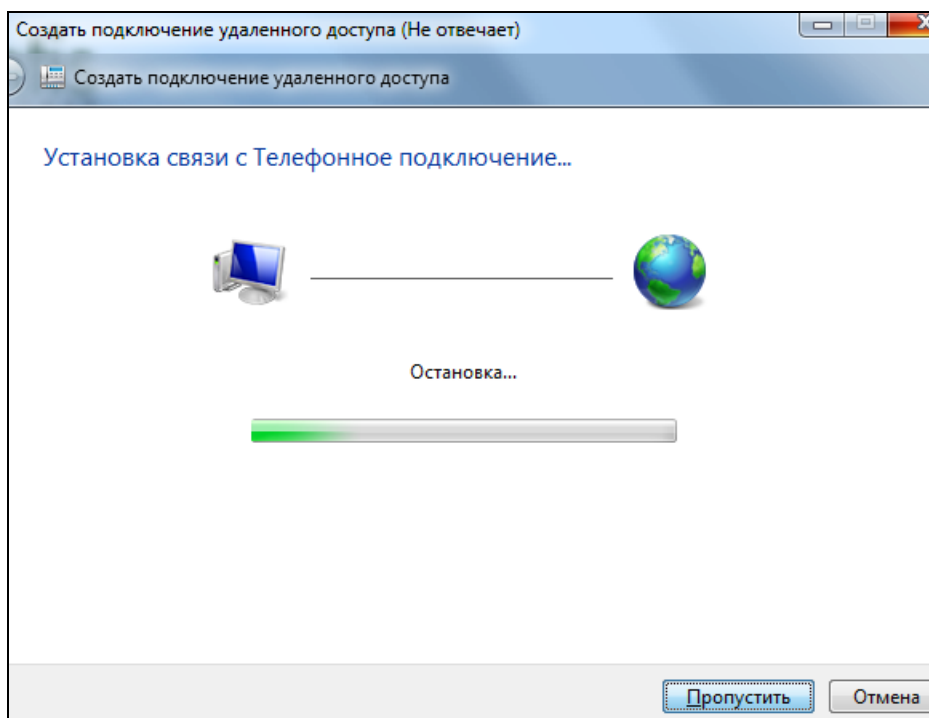 Создать подключение удаленного доступа (Не отвечает)
Создать подключение удаленного доступа
Установка связи с Телефонное подключение...
Остановка...
Пропустить
Отмена